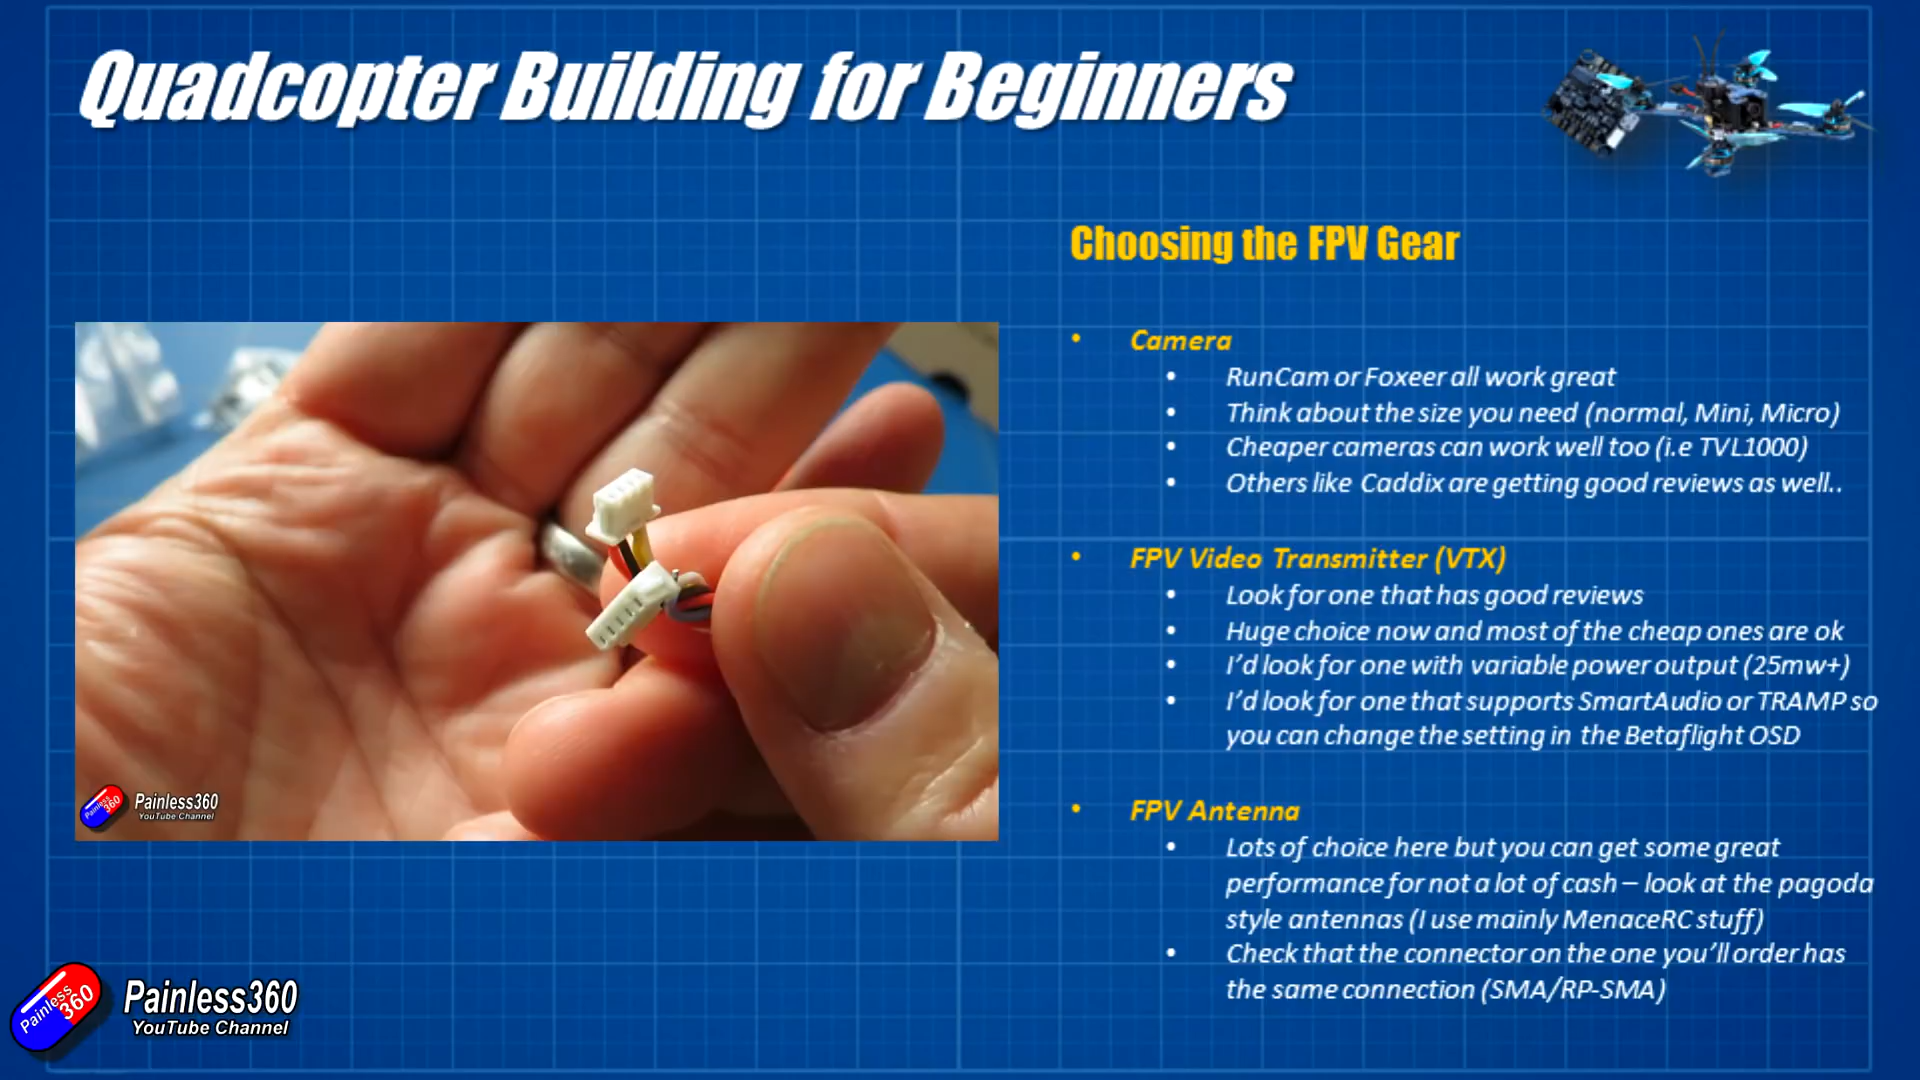 Quadcopter Building for Beginners
Choosing the FPV Gear
• Camera
• RunCam or Foxeer all work great
• Think about the size you need (normal, Mini, Micro)
• Cheaper cameras can work well too (i.e TVL1000)
• Others like Caddix are getting good reviews as well..
• FPV Video Transmitter (VTX)
• Look for one that has good reviews
• Huge choice now and most of the cheap ones are ok
• I'd look for one with variable power output (25mw+)
• I'd look for one that supports SmartAudio or TRAMP so
you can change the setting in the Betaflight OSD
• FPV Antenna
• Lots of choice here but you can get some great
performance for not a lot of cash – look at the pagoda
style antennas (I use mainly MenaceRC stuff)
• Check that the connector on the one you'll order has
the same connection (SMA/RP-SMA)
Painless
360
Painless360
YouTube Channel
Painless
360
Painless360
YouTube Channel